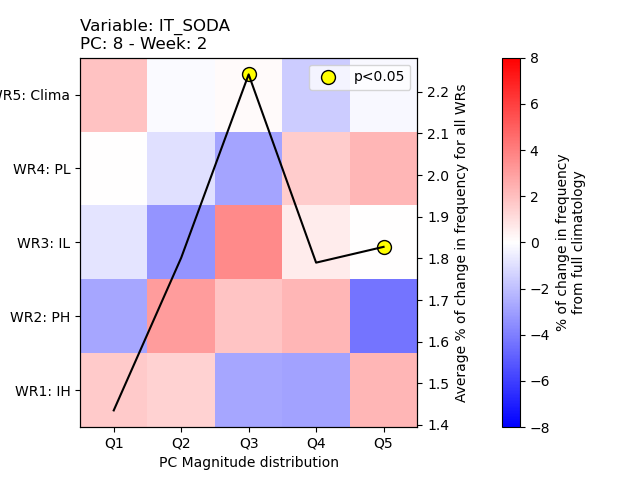 Variable: IT_SODA
PC: 8 - Week: 2
p<0.05
WR5: Clima
WR4: PL
WR3: IL
WR2: PH
WR1: IH
Q1 Q2 Q3 Q4 Q5
PC Magnitude distribution
2.2
2.1
2.0
1.9
1.8
1.7
1.6
1.5
1.4
Average % of change in frequency for all WRs
8
6
4
2
0
−2
−4
−6
−8
% of change in frequency
from full climatology